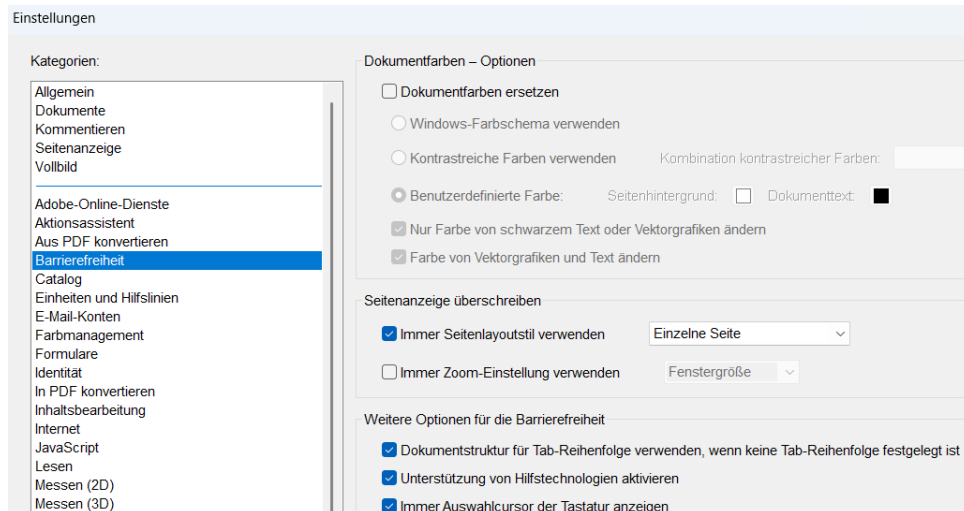 Einstellungen
Kategorien:
Allgemein
Dokumente
Kommentieren
Seitenanzeige
Vollbild
Adobe-Online-Dienste
Aktionsassistent
Aus PDF konvertieren
Barrierefreiheit
Catalog
Einheiten und Hilfslinien
E-Mail-Konten
Farbmanagement
Formulare
Identität
In PDF konvertieren
Inhaltsbearbeitung
Internet
JavaScript
Lesen
Messen (2D)
Messen (3D)
Dokumentfarben – Optionen
Dokumentfarben ersetzen
Windows-Farbschema verwenden
Kontrastreiche Farben verwenden Kombination kontrastreicher Farben:
Benutzerdefinierte Farbe: Seitenhintergrund: Dokumenttext:
Nur Farbe von schwarzem Text oder Vektorgrafiken ändern
Farbe von Vektorgrafiken und Text ändern
Seitenanzeige überschreiben
Immer Seitenlayoutstil verwenden Einzelne Seite
Immer Zoom-Einstellung verwenden Fenstergröße
Weitere Optionen für die Barrierefreiheit
Dokumentstruktur für Tab-Reihenfolge verwenden, wenn keine Tab-Reihenfolge festgelegt ist
Unterstützung von Hilfstechnologien aktivieren
Immer Auswahlcursor der Tastatur anzeigen